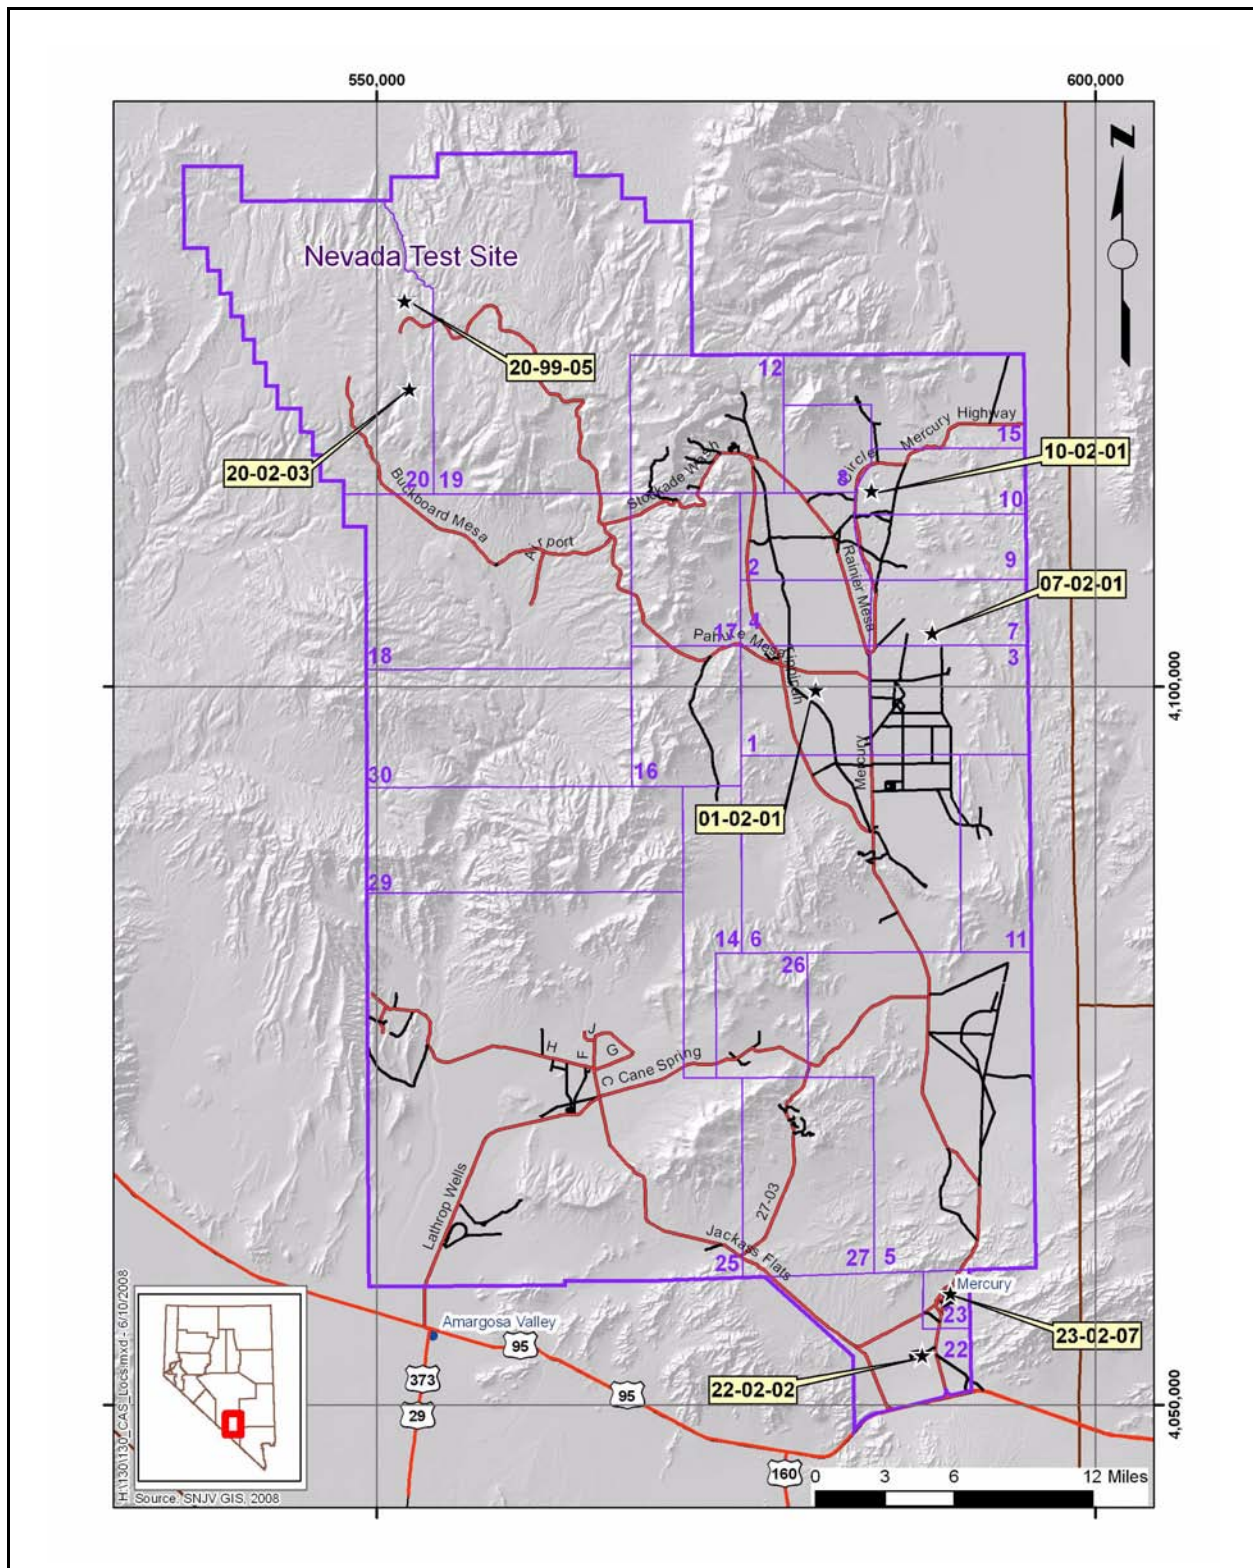 550,000
600,000
N
Nevada Test Site
20-99-05
12
Mercury Highway
15
Circle
10-02-01
20-02-03
Stockade Wash
8
20 19
10
Buckboard Mesa
Airport
Rainier Mesa
9
2
07-02-01
4
17
7
Pahute Mesa
3
Tippipah
18
4,100,000
1
Mercury
16
30
01-02-01
29
14 6
11
26
J
H
F
G
C
Cane Spring
Lathrop Wells
27-03
Jackass Flats
25
27 5
Mercury
23
Amargosa Valley
95
23-02-07
22
373
22-02-02
95
29
4,050,000
160
0 3 6 12 Miles
H:\130\130_CAS_Locs.mxd - 6/10/2008
Source: SNJV GIS, 2008